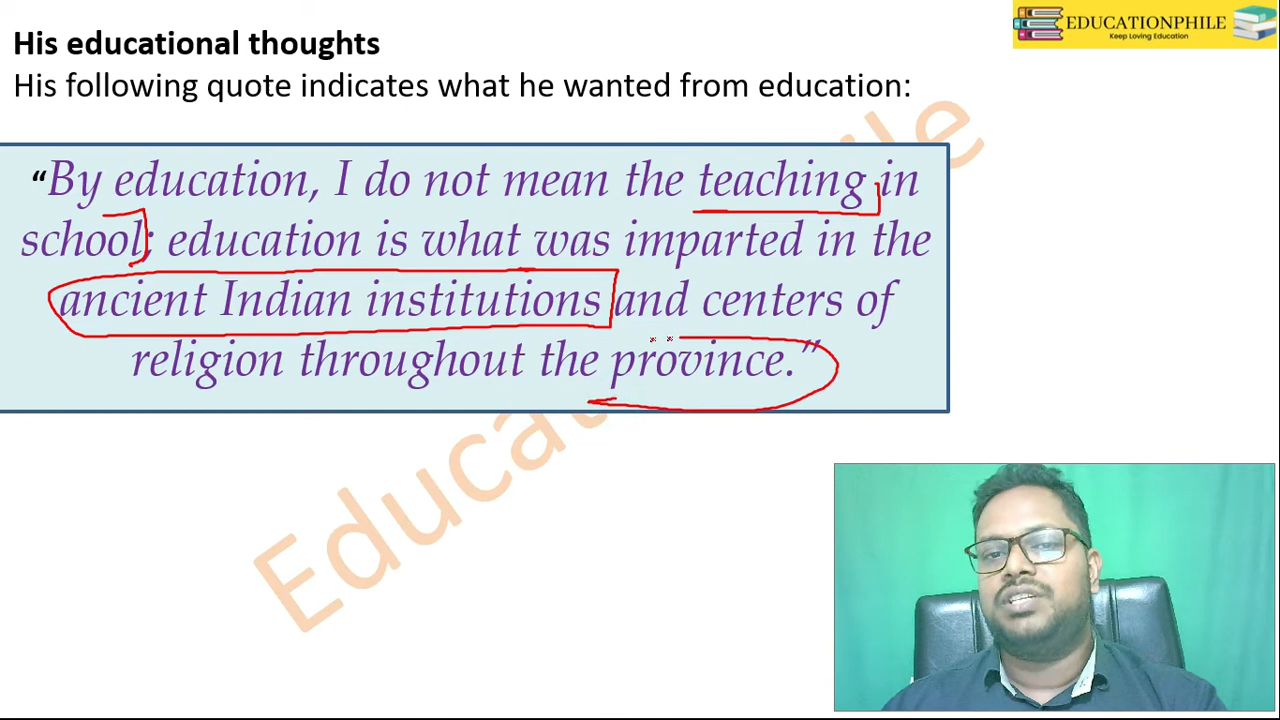 EDUCATIONPHILE
Keep Loving Education
His educational thoughts
His following quote indicates what he wanted from education:
“By education, I do not mean the teaching in
school; education is what was imparted in the
ancient Indian institutions and centers of
religion throughout the province.”